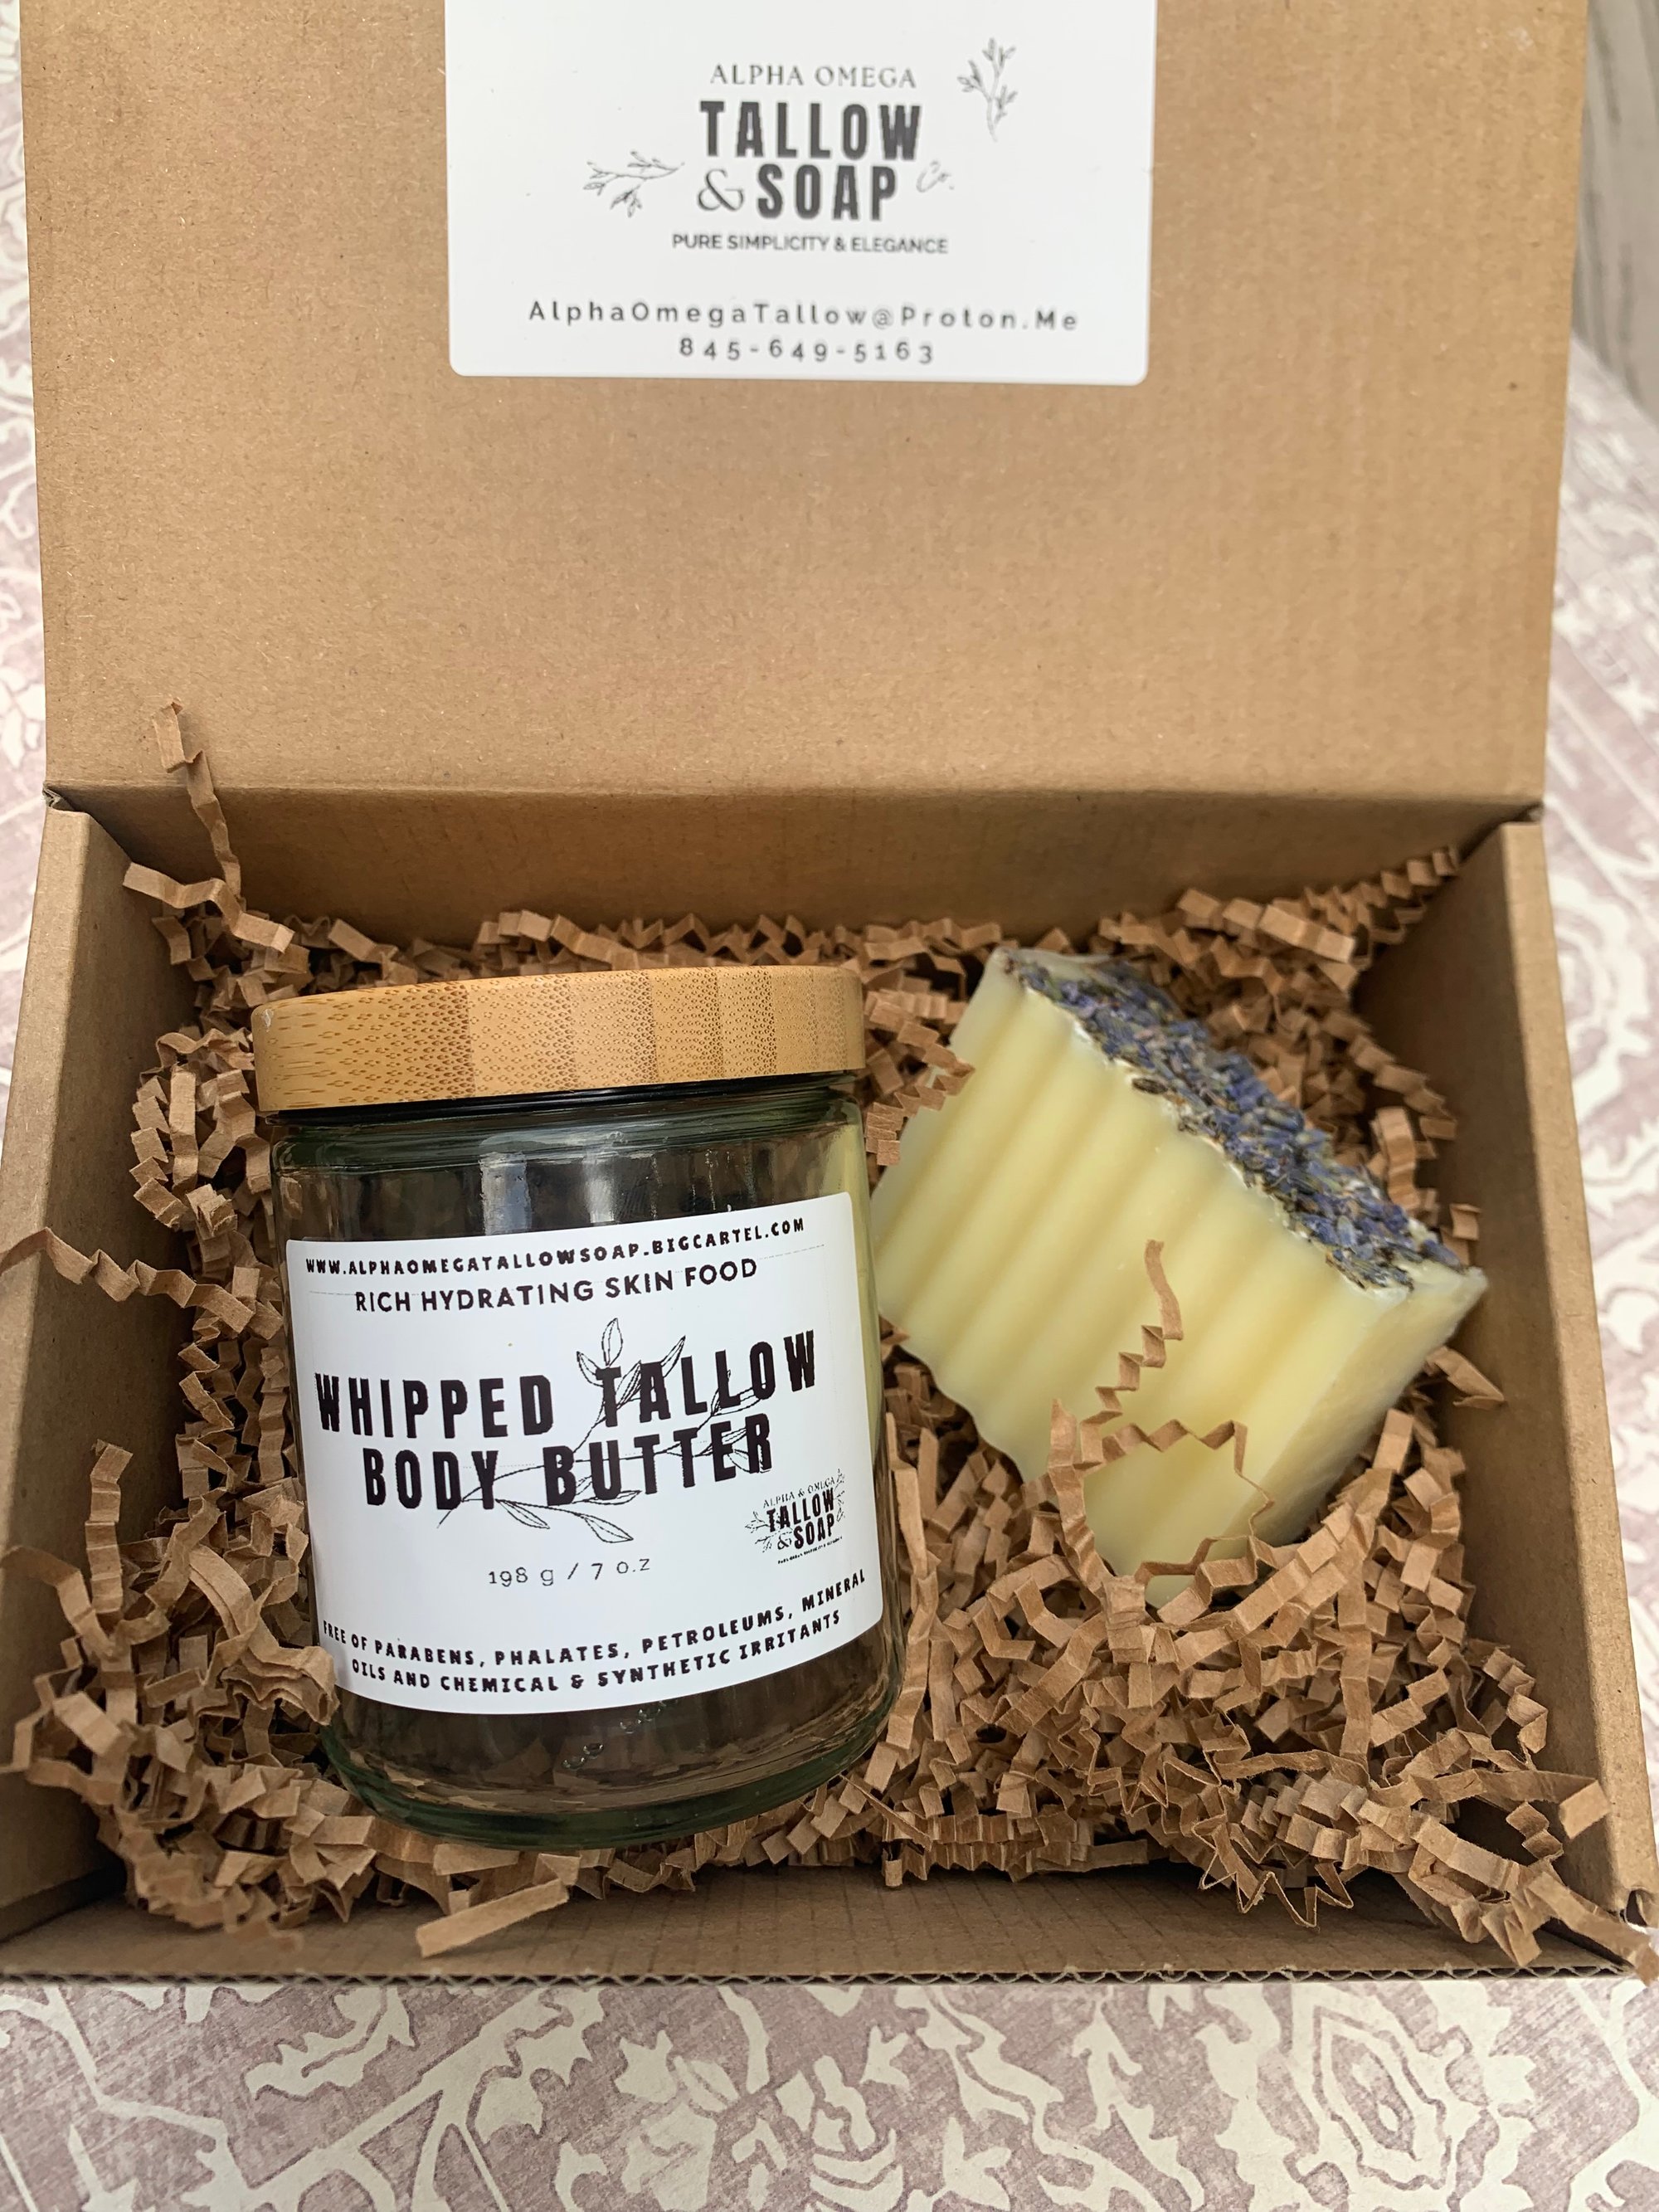 ALPHA OMEGA
TALLOW
& SOAP Co.
PURE SIMPLICITY & ELEGANCE
AlphaOmegaTallow@Proton.Me
845-649-5163
WWW.ALPHAOMEGATALLOWSOAP.BIGCARTEL.COM
RICH HYDRATING SKIN FOOD
WHIPPED TALLOW
BODY BUTTER
ALPHA & OMEGA
TALLOW
& SOAP
198 g / 7 o.z
FREE OF PARABENS, PHALATES, PETROLEUMS, MINERAL
OILS AND CHEMICAL & SYNTHETIC IRRITANTS